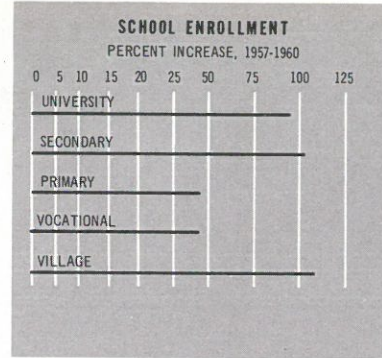 SCHOOL ENROLLMENT
PERCENT INCREASE, 1957-1960
0 5 10 15 20 25 50 75 100 125
UNIVERSITY
SECONDARY
PRIMARY
VOCATIONAL
VILLAGE